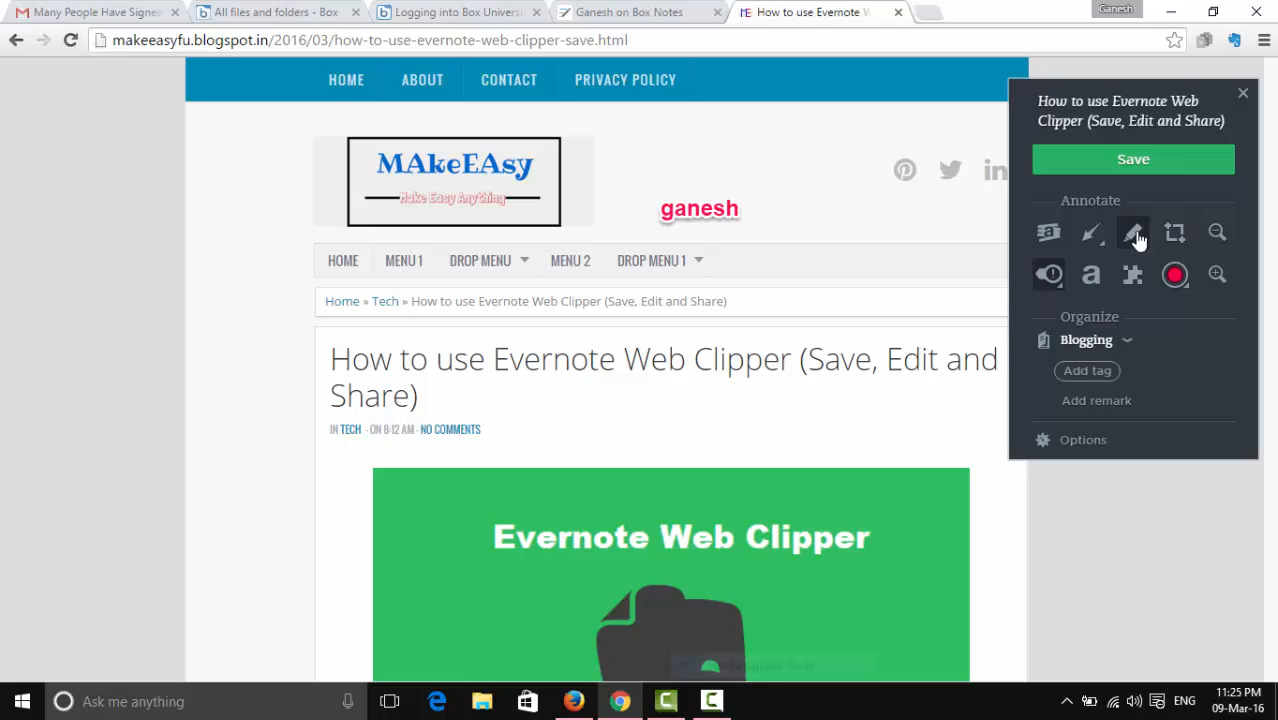 Many People Have Signe
All files and folders - Box
Logging into Box Univers
Ganesh on Box Notes
How to use Evernote W
Ganesh
makeeasyfu.blogspot.in/2016/03/how-to-use-evernote-web-clipper-save.html
HOME ABOUT CONTACT PRIVACY POLICY
MAkeEAsy
Make Easy Anything
ganesh
HOME MENU 1 DROP MENU MENU 2 DROP MENU 1
Home » Tech » How to use Evernote Web Clipper (Save, Edit and Share)
How to use Evernote Web Clipper (Save, Edit and
Share)
IN TECH - ON 8:12 AM - NO COMMENTS
Evernote Web Clipper
How to use Evernote Web
Clipper (Save, Edit and Share)
Save
Annotate
Organize
Blogging
Add tag
Add remark
Options
Ask me anything
ENG
11:25 PM
09-Mar-16